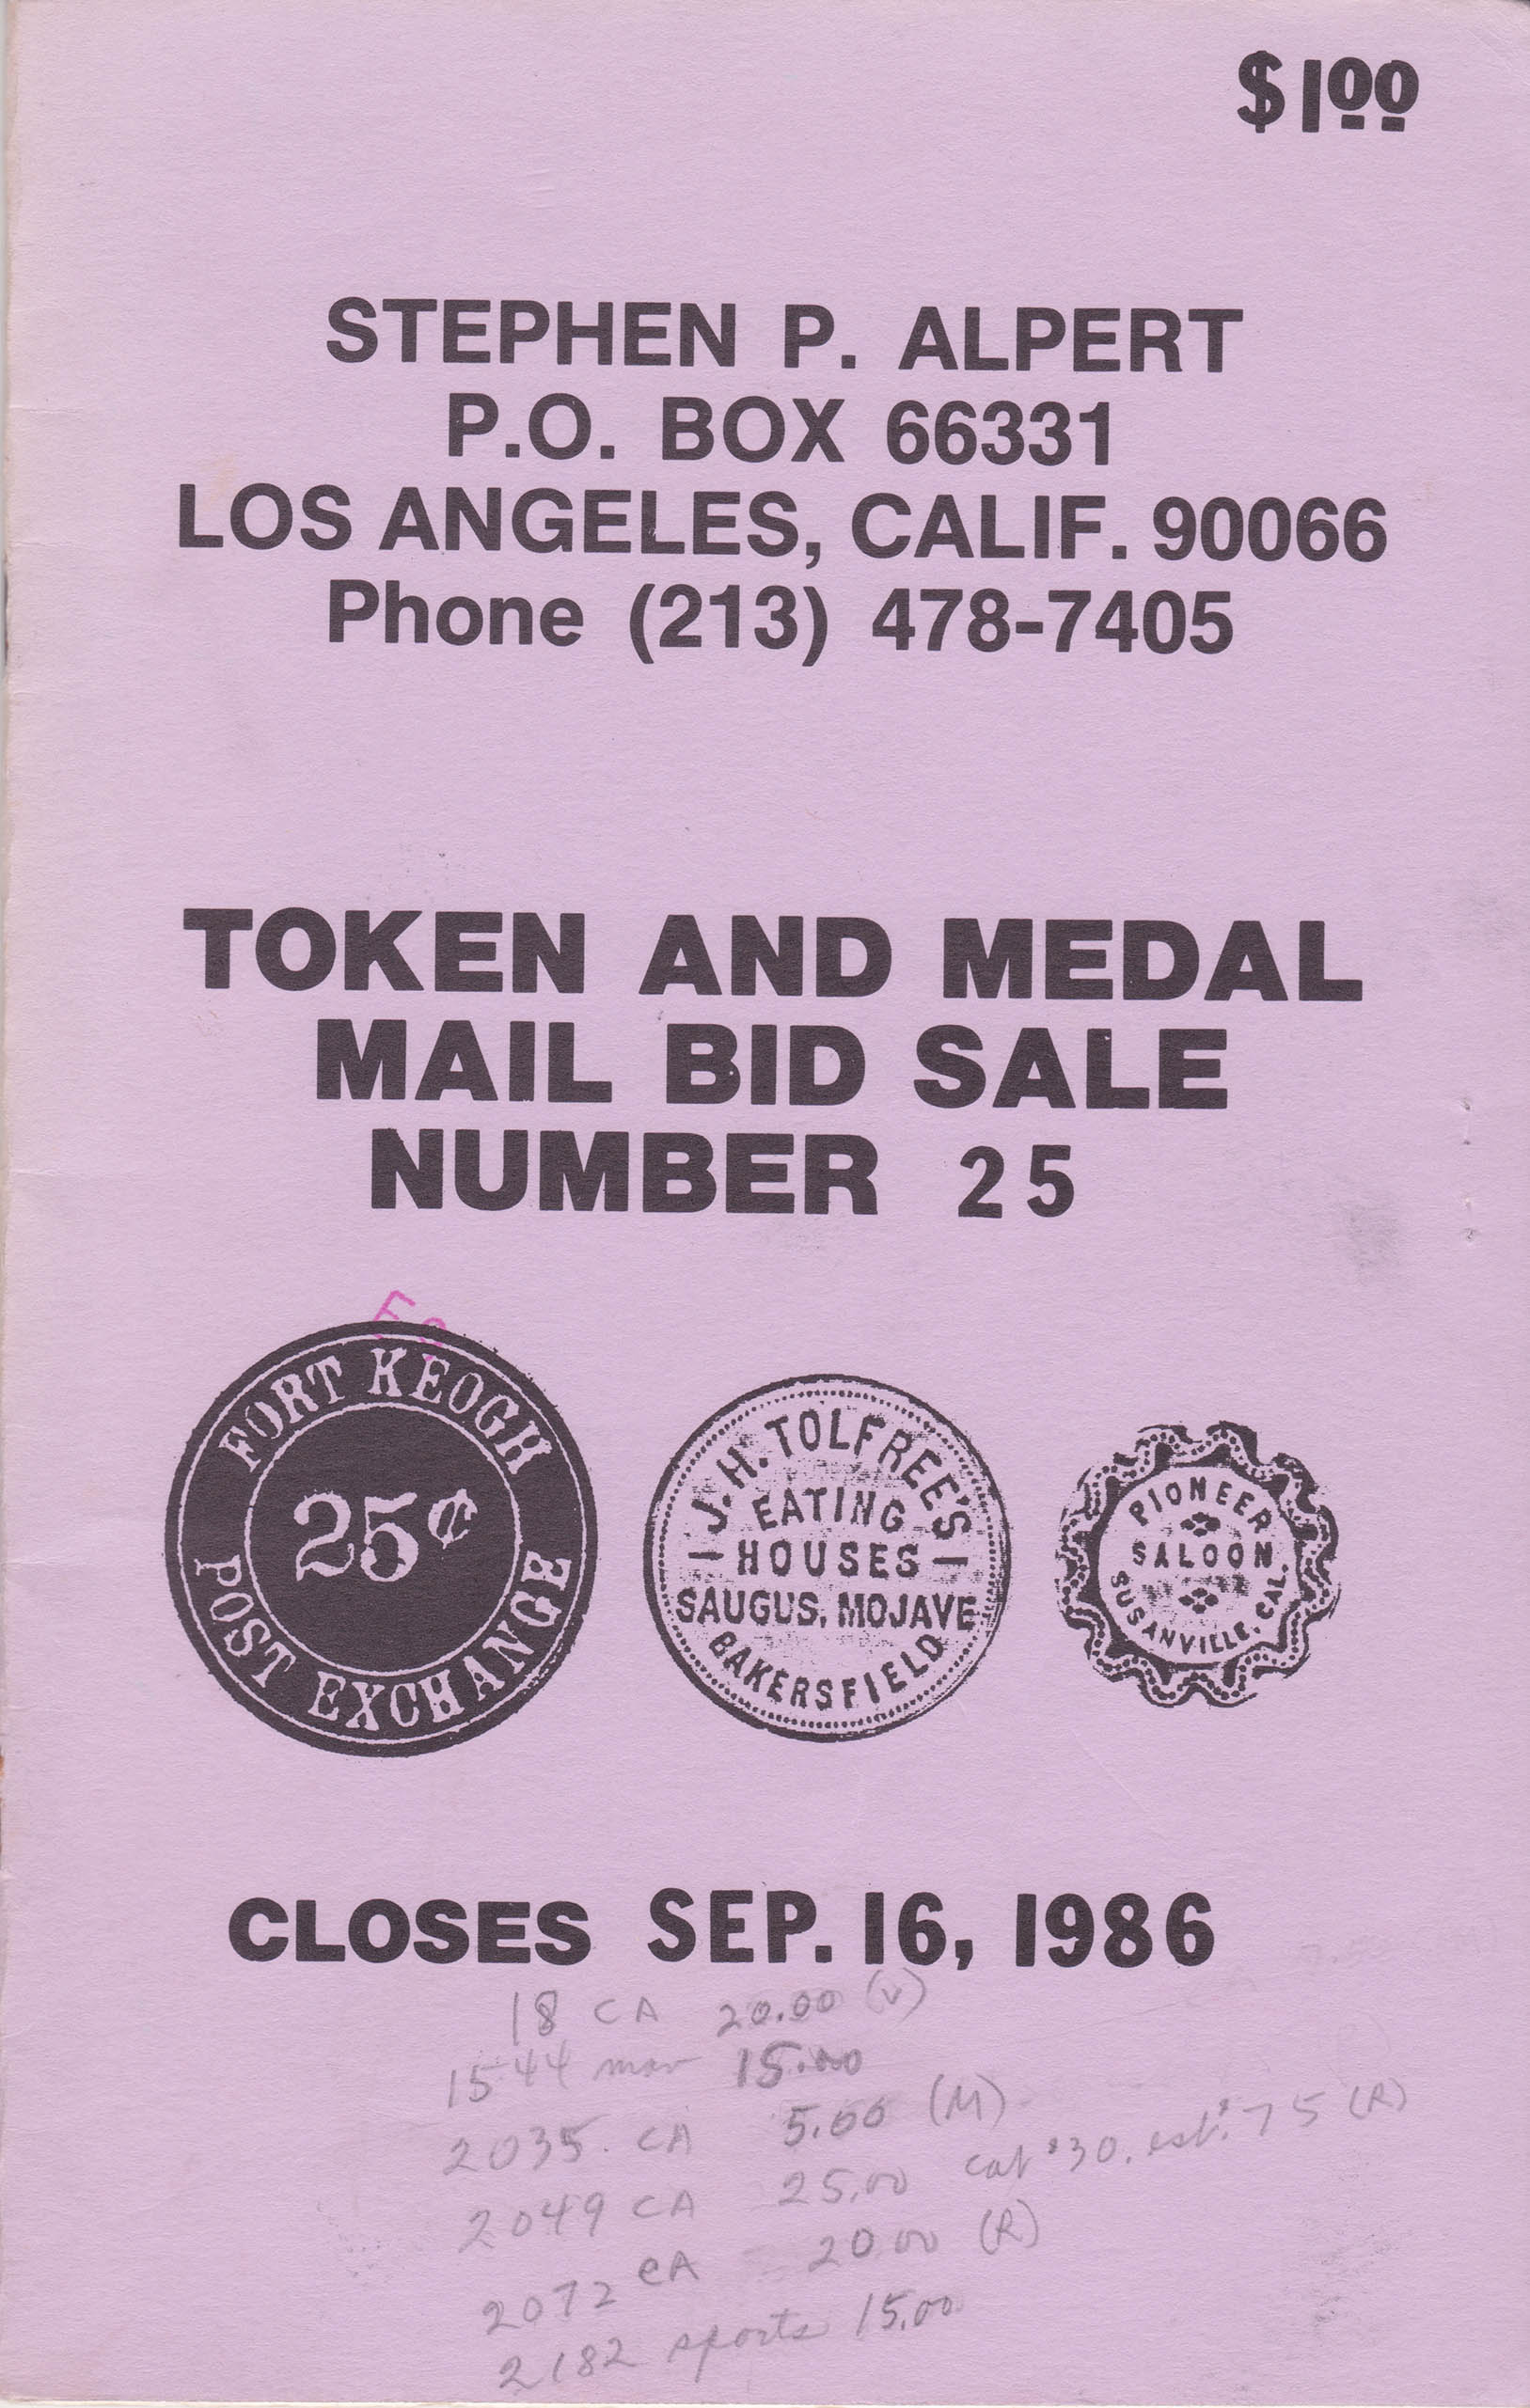 $1.00
STEPHEN P. ALPERT
P.O. BOX 66331
LOS ANGELES, CALIF. 90066
Phone (213) 478-7405
TOKEN AND MEDAL
MAIL BID SALE
NUMBER 25
FORT KEOGH
25¢
POST EXCHANGE
J. H. TOLFREE'S
EATING
HOUSES
SAUGUS, MOJAVE
BAKERSFIELD
PIONEER
SALOON
SUSANVILLE, CAL.
CLOSES SEP. 16, 1986
18 CA 20.00 (V)
1544 mav 15.00
2035. CA 5.00 (M)
2049 CA 25.00 cat $30. est. $75 (R)
2072 CA 20.00 (R)
2182 sports 15.00